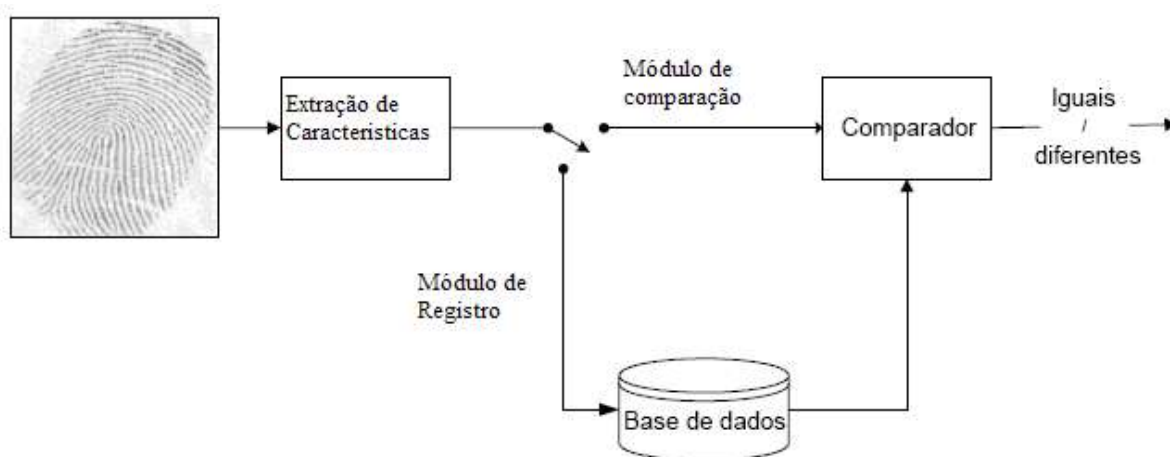 Extração de
Caracteristicas
Módulo de
comparação
Comparador
Iguais
/
diferentes
Módulo de
Registro
Base de dados